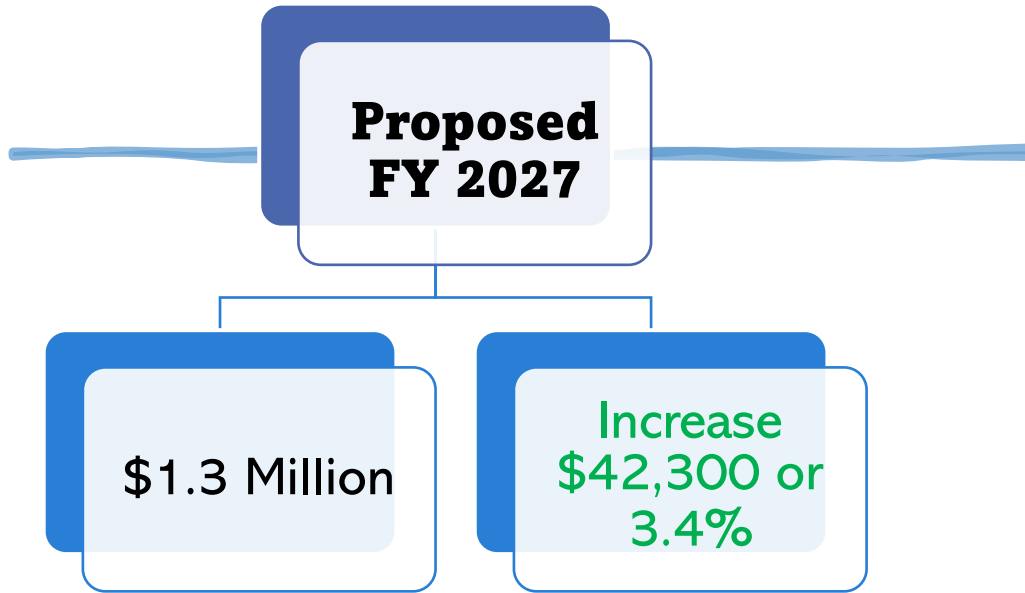 Proposed
FY 2027
$1.3 Million
Increase
$42,300 or
3.4%